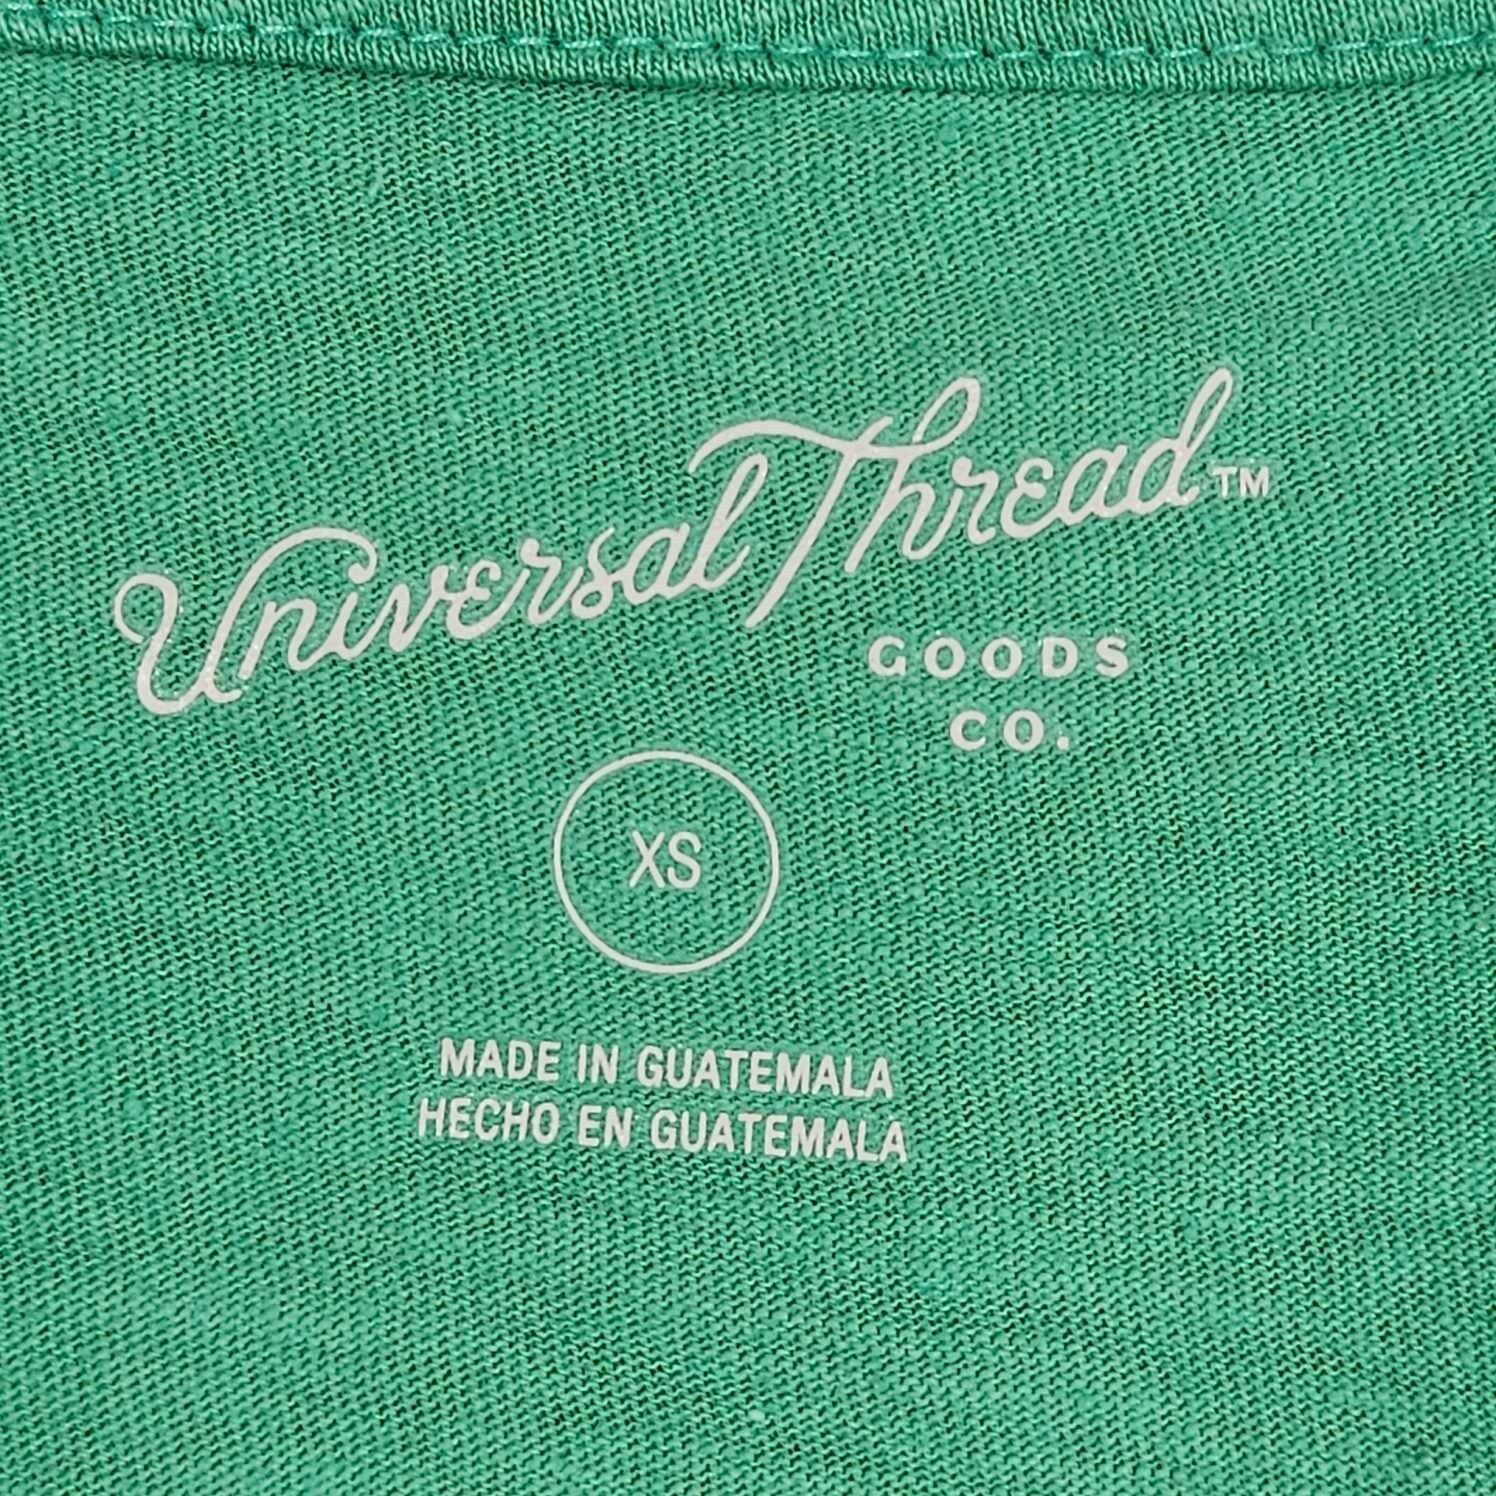 Universal Thread™
GOODS
CO.
XS
MADE IN GUATEMALA
HECHO EN GUATEMALA